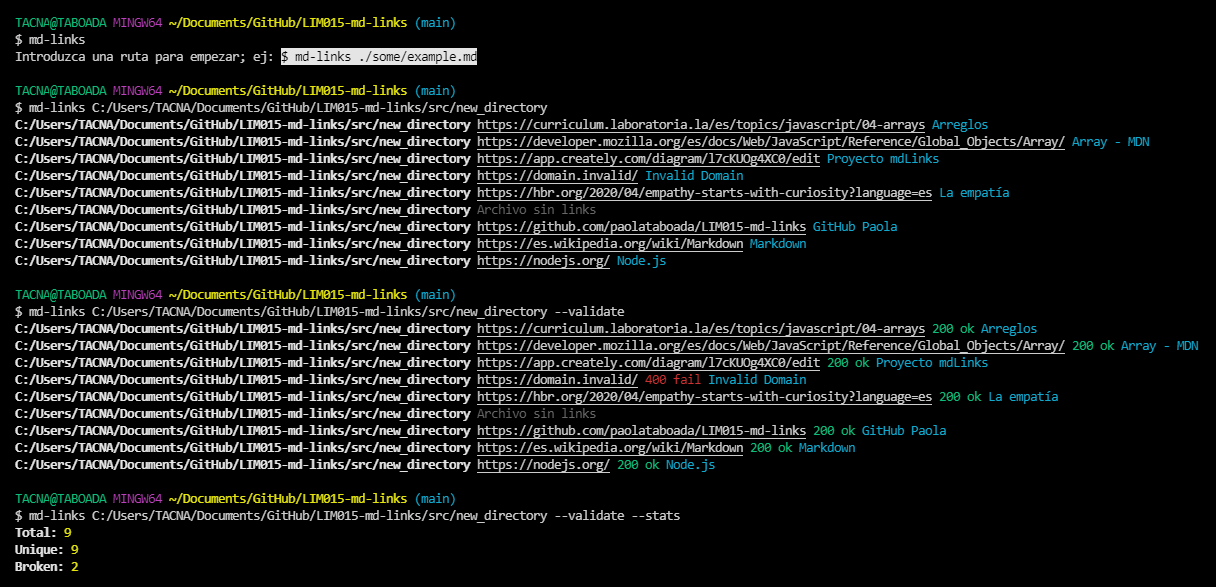 TACNA@TABOADA MINGW64 ~/Documents/GitHub/LIM015-md-links (main)
$ md-links
Introduzca una ruta para empezar; ej: $ md-links ./some/example.md
TACNA@TABOADA MINGW64 ~/Documents/GitHub/LIM015-md-links (main)
$ md-links C:/Users/TACNA/Documents/GitHub/LIM015-md-links/src/new_directory
C:/Users/TACNA/Documents/GitHub/LIM015-md-links/src/new_directory https://curriculum.laboratoria.la/es/topics/javascript/04-arrays Arreglos
C:/Users/TACNA/Documents/GitHub/LIM015-md-links/src/new_directory https://developer.mozilla.org/es/docs/Web/JavaScript/Reference/Global_Objects/Array/ Array - MDN
C:/Users/TACNA/Documents/GitHub/LIM015-md-links/src/new_directory https://app.creately.com/diagram/l7cKUOg4XC0/edit Proyecto mdLinks
C:/Users/TACNA/Documents/GitHub/LIM015-md-links/src/new_directory https://domain.invalid/ Invalid Domain
C:/Users/TACNA/Documents/GitHub/LIM015-md-links/src/new_directory https://hbr.org/2020/04/empathy-starts-with-curiosity?language=es La empatía
C:/Users/TACNA/Documents/GitHub/LIM015-md-links/src/new_directory Archivo sin links
C:/Users/TACNA/Documents/GitHub/LIM015-md-links/src/new_directory https://github.com/paolataboada/LIM015-md-links GitHub Paola
C:/Users/TACNA/Documents/GitHub/LIM015-md-links/src/new_directory https://es.wikipedia.org/wiki/Markdown Markdown
C:/Users/TACNA/Documents/GitHub/LIM015-md-links/src/new_directory https://nodejs.org/ Node.js
TACNA@TABOADA MINGW64 ~/Documents/GitHub/LIM015-md-links (main)
$ md-links C:/Users/TACNA/Documents/GitHub/LIM015-md-links/src/new_directory --validate
C:/Users/TACNA/Documents/GitHub/LIM015-md-links/src/new_directory https://curriculum.laboratoria.la/es/topics/javascript/04-arrays 200 ok Arreglos
C:/Users/TACNA/Documents/GitHub/LIM015-md-links/src/new_directory https://developer.mozilla.org/es/docs/Web/JavaScript/Reference/Global_Objects/Array/ 200 ok Array - MDN
C:/Users/TACNA/Documents/GitHub/LIM015-md-links/src/new_directory https://app.creately.com/diagram/l7cKUOg4XC0/edit 200 ok Proyecto mdLinks
C:/Users/TACNA/Documents/GitHub/LIM015-md-links/src/new_directory https://domain.invalid/ 400 fail Invalid Domain
C:/Users/TACNA/Documents/GitHub/LIM015-md-links/src/new_directory https://hbr.org/2020/04/empathy-starts-with-curiosity?language=es 200 ok La empatía
C:/Users/TACNA/Documents/GitHub/LIM015-md-links/src/new_directory Archivo sin links
C:/Users/TACNA/Documents/GitHub/LIM015-md-links/src/new_directory https://github.com/paolataboada/LIM015-md-links 200 ok GitHub Paola
C:/Users/TACNA/Documents/GitHub/LIM015-md-links/src/new_directory https://es.wikipedia.org/wiki/Markdown 200 ok Markdown
C:/Users/TACNA/Documents/GitHub/LIM015-md-links/src/new_directory https://nodejs.org/ 200 ok Node.js
TACNA@TABOADA MINGW64 ~/Documents/GitHub/LIM015-md-links (main)
$ md-links C:/Users/TACNA/Documents/GitHub/LIM015-md-links/src/new_directory --validate --stats
Total: 9
Unique: 9
Broken: 2